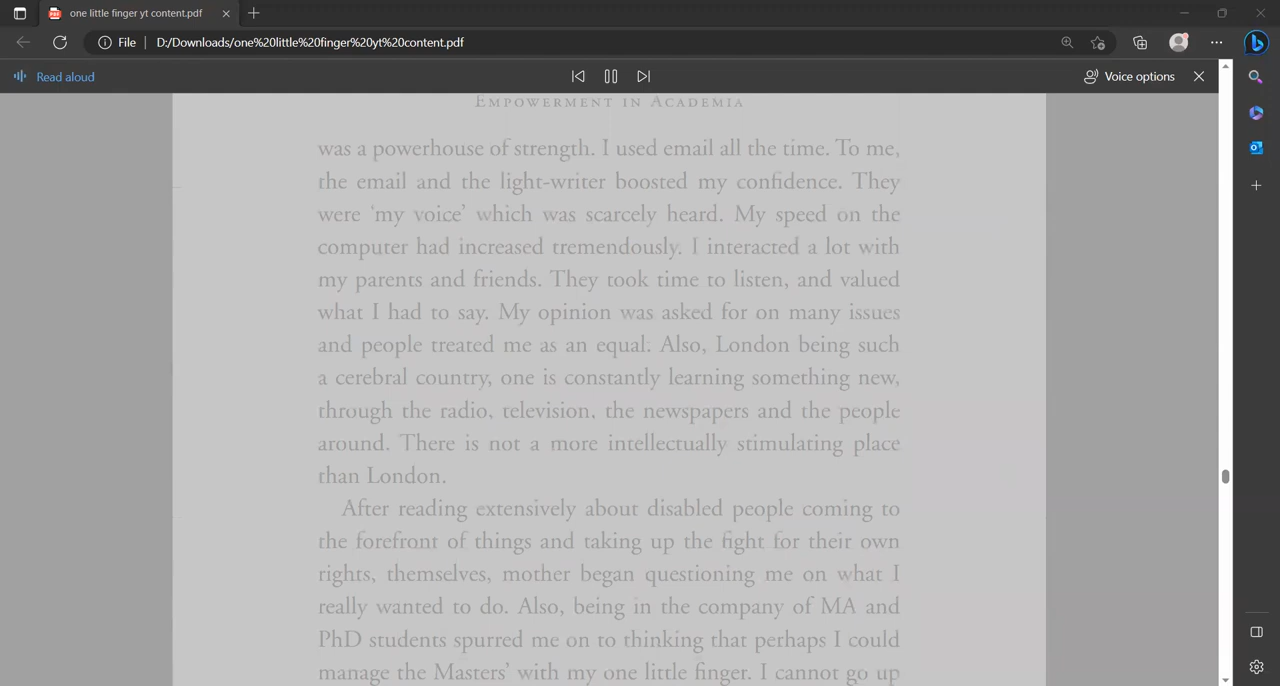 one little finger yt content.pdf
File D:/Downloads/one%20little%20finger%20yt%20content.pdf
Read aloud
Voice options
EMPOWERMENT IN ACADEMIA
was a powerhouse of strength. I used email all the time. To me,
the email and the light-writer boosted my confidence. They
were ‘my voice’ which was scarcely heard. My speed on the
computer had increased tremendously. I interacted a lot with
my parents and friends. They took time to listen, and valued
what I had to say. My opinion was asked for on many issues
and people treated me as an equal. Also, London being such
a cerebral country, one is constantly learning something new,
through the radio, television, the newspapers and the people
around. There is not a more intellectually stimulating place
than London.
After reading extensively about disabled people coming to
the forefront of things and taking up the fight for their own
rights, themselves, mother began questioning me on what I
really wanted to do. Also, being in the company of MA and
PhD students spurred me on to thinking that perhaps I could
manage the Masters’ with my one little finger. I cannot go up